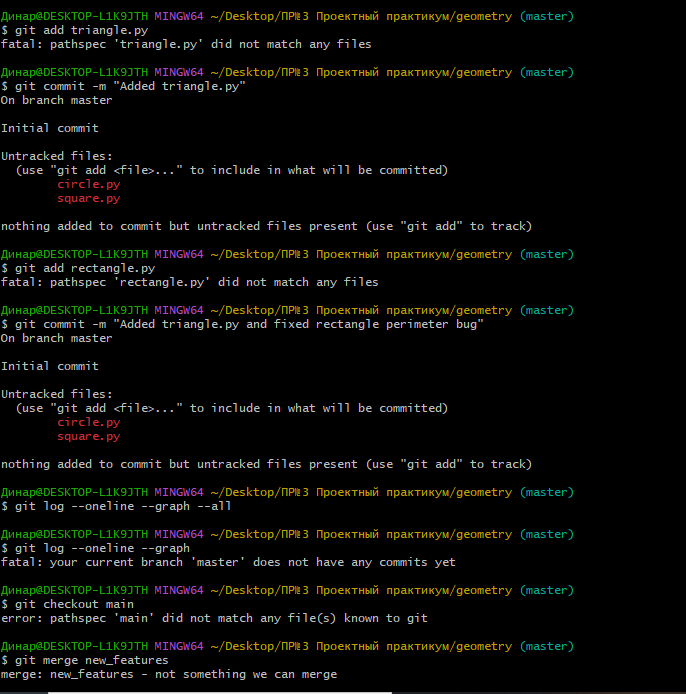 Динар@DESKTOP-L1K9JTH MINGW64 ~/Desktop/ПР№3 Проектный практикум/geometry (master)
$ git add triangle.py
fatal: pathspec 'triangle.py' did not match any files
Динар@DESKTOP-L1K9JTH MINGW64 ~/Desktop/ПР№3 Проектный практикум/geometry (master)
$ git commit -m "Added triangle.py"
On branch master
Initial commit
Untracked files:
  (use "git add <file>..." to include in what will be committed)
        circle.py
        square.py
nothing added to commit but untracked files present (use "git add" to track)
Динар@DESKTOP-L1K9JTH MINGW64 ~/Desktop/ПР№3 Проектный практикум/geometry (master)
$ git add rectangle.py
fatal: pathspec 'rectangle.py' did not match any files
Динар@DESKTOP-L1K9JTH MINGW64 ~/Desktop/ПР№3 Проектный практикум/geometry (master)
$ git commit -m "Added triangle.py and fixed rectangle perimeter bug"
On branch master
Initial commit
Untracked files:
  (use "git add <file>..." to include in what will be committed)
        circle.py
        square.py
nothing added to commit but untracked files present (use "git add" to track)
Динар@DESKTOP-L1K9JTH MINGW64 ~/Desktop/ПР№3 Проектный практикум/geometry (master)
$ git log --oneline --graph --all
Динар@DESKTOP-L1K9JTH MINGW64 ~/Desktop/ПР№3 Проектный практикум/geometry (master)
$ git log --oneline --graph
fatal: your current branch 'master' does not have any commits yet
Динар@DESKTOP-L1K9JTH MINGW64 ~/Desktop/ПР№3 Проектный практикум/geometry (master)
$ git checkout main
error: pathspec 'main' did not match any file(s) known to git
Динар@DESKTOP-L1K9JTH MINGW64 ~/Desktop/ПР№3 Проектный практикум/geometry (master)
$ git merge new_features
merge: new_features - not something we can merge